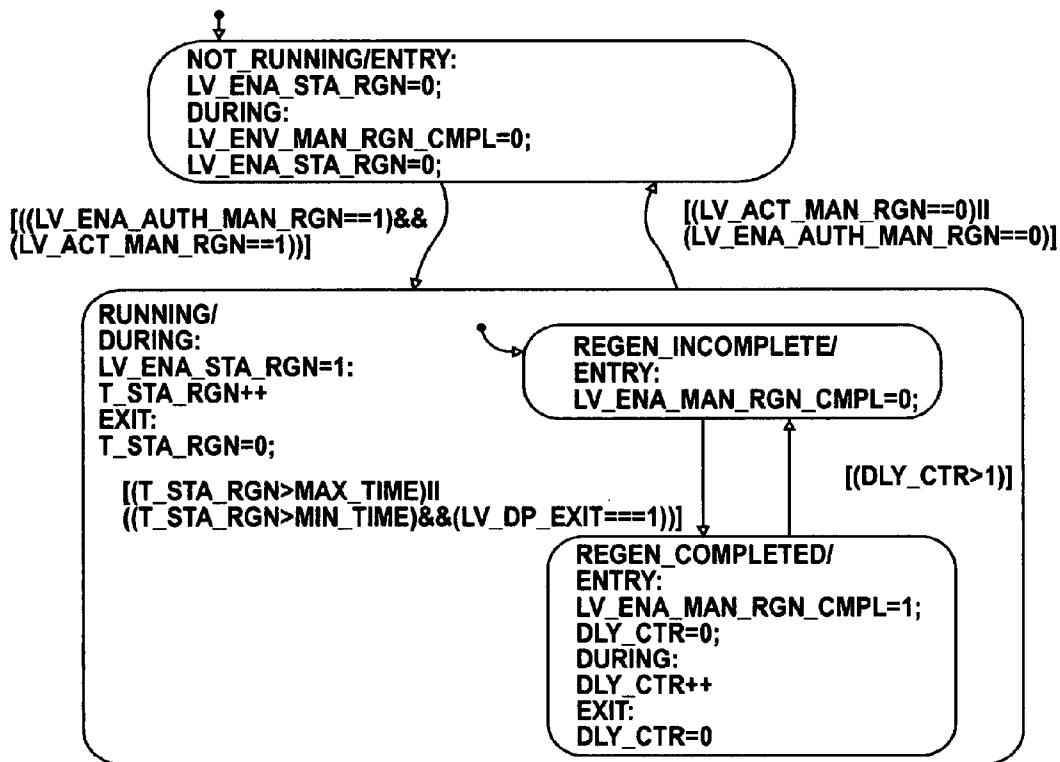 NOT_RUNNING/ENTRY:
LV_ENA_STA_RGN=0;
DURING:
LV_ENV_MAN_RGN_CMPL=0;
LV_ENA_STA_RGN=0;
[((LV_ENA_AUTH_MAN_RGN==1)&&
(LV_ACT_MAN_RGN==1))]
[(LV_ACT_MAN_RGN==0)II
(LV_ENA_AUTH_MAN_RGN==0)]
RUNNING/
DURING:
LV_ENA_STA_RGN=1:
T_STA_RGN++
EXIT:
T_STA_RGN=0;
REGEN_INCOMPLETE/
ENTRY:
LV_ENA_MAN_RGN_CMPL=0;
[(T_STA_RGN>MAX_TIME)II
((T_STA_RGN>MIN_TIME)&&(LV_DP_EXIT===1))]
[(DLY_CTR>1)]
REGEN_COMPLETED/
ENTRY:
LV_ENA_MAN_RGN_CMPL=1;
DLY_CTR=0;
DURING:
DLY_CTR++
EXIT:
DLY_CTR=0